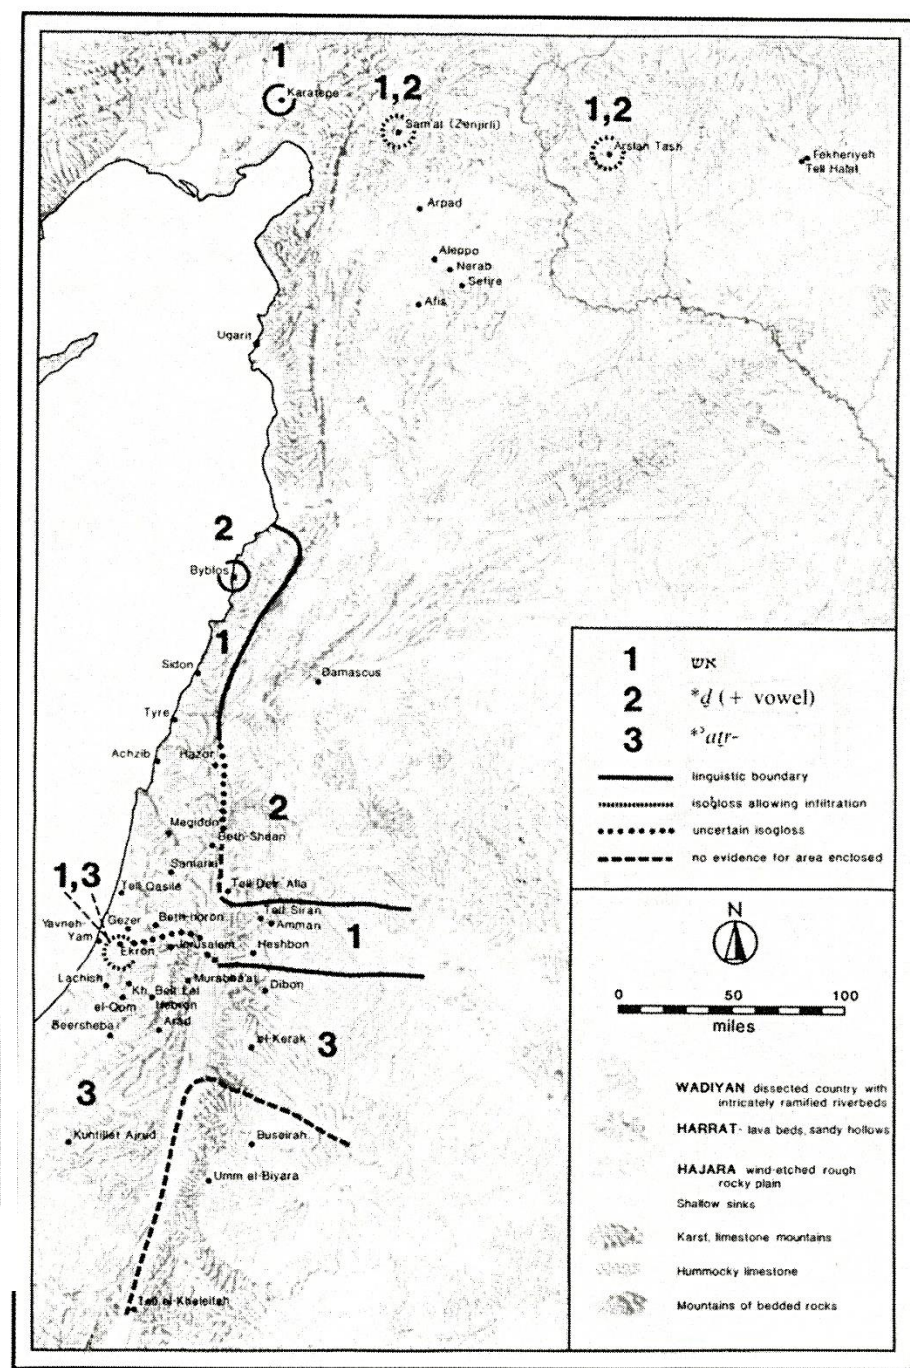 1
Karatepe
1,2
Sam'al (Zenjirli)
1,2
Arslan Tash
Fekheriyeh
Tell Halaf
Arpad
Aleppo
Nerab
Sefire
Afis
Ugarit
2
Byblos
1
Sidon
Damascus
Tyre
Achzib
Hazor
2
Megiddo
Beth-Shean
Samaria
1,3
Tell Qasile
Tell Deir Alla
Tell Siran
Amman
1
Gezer
Beth-horon
Yavneh-
Yam
Ekron
Jerusalem
Heshbon
Lachish
Kh. Beit Lei
Murabba'at
Dibon
el-Qom
Hebron
Beersheba
Arad
el-Kerak
3
3
Kuntillet Ajrud
Buseirah
Umm el-Biyara
Tell el-Kheleifeh
1 אש
2 *ḏ (+ vowel)
3 *ʾaṯr-
linguistic boundary
isogloss allowing infiltration
uncertain isogloss
no evidence for area enclosed
N
0 50 100
miles
WADIYAN dissected country with
intricately ramified riverbeds
HARRAT - lava beds, sandy hollows
HAJARA wind-etched rough
rocky plain
Shallow sinks
Karst, limestone mountains
Hummocky limestone
Mountains of bedded rocks